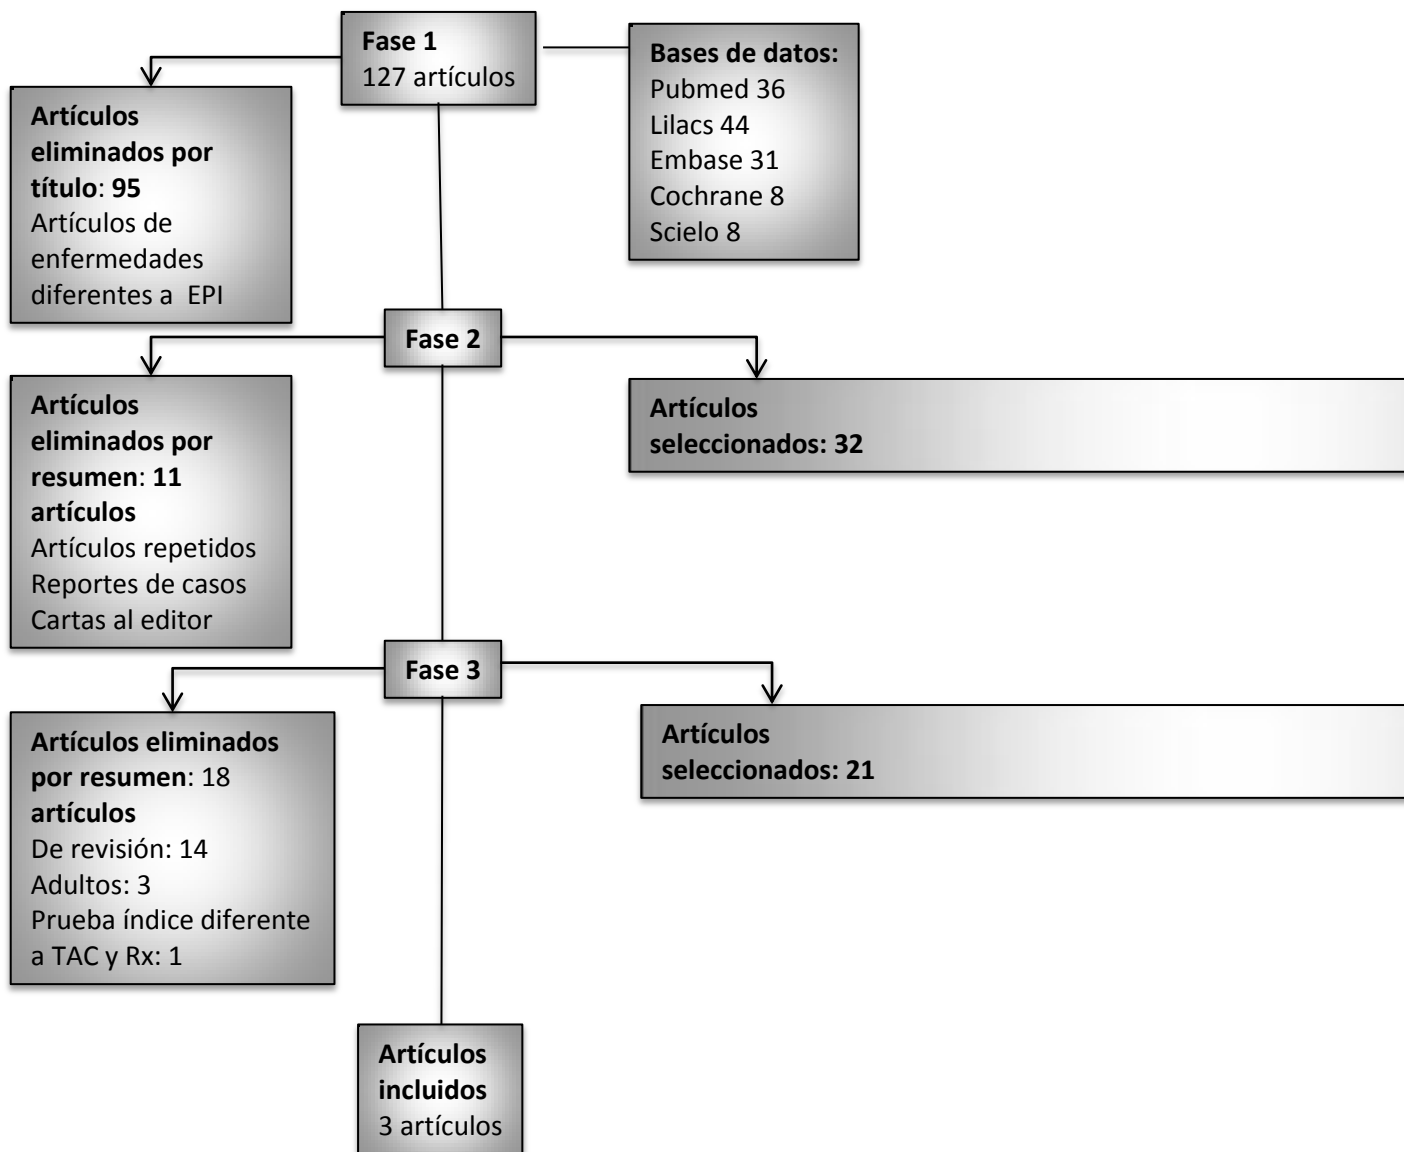 Fase 1
127 artículos
Bases de datos:
Pubmed 36
Lilacs 44
Embase 31
Cochrane 8
Scielo 8
Artículos
eliminados por
título: 95
Artículos de
enfermedades
diferentes a EPI
Fase 2
Artículos
eliminados por
resumen: 11
artículos
Artículos repetidos
Reportes de casos
Cartas al editor
Artículos
seleccionados: 32
Fase 3
Artículos eliminados
por resumen: 18
artículos
De revisión: 14
Adultos: 3
Prueba índice diferente
a TAC y Rx: 1
Artículos
seleccionados: 21
Artículos
incluidos
3 artículos